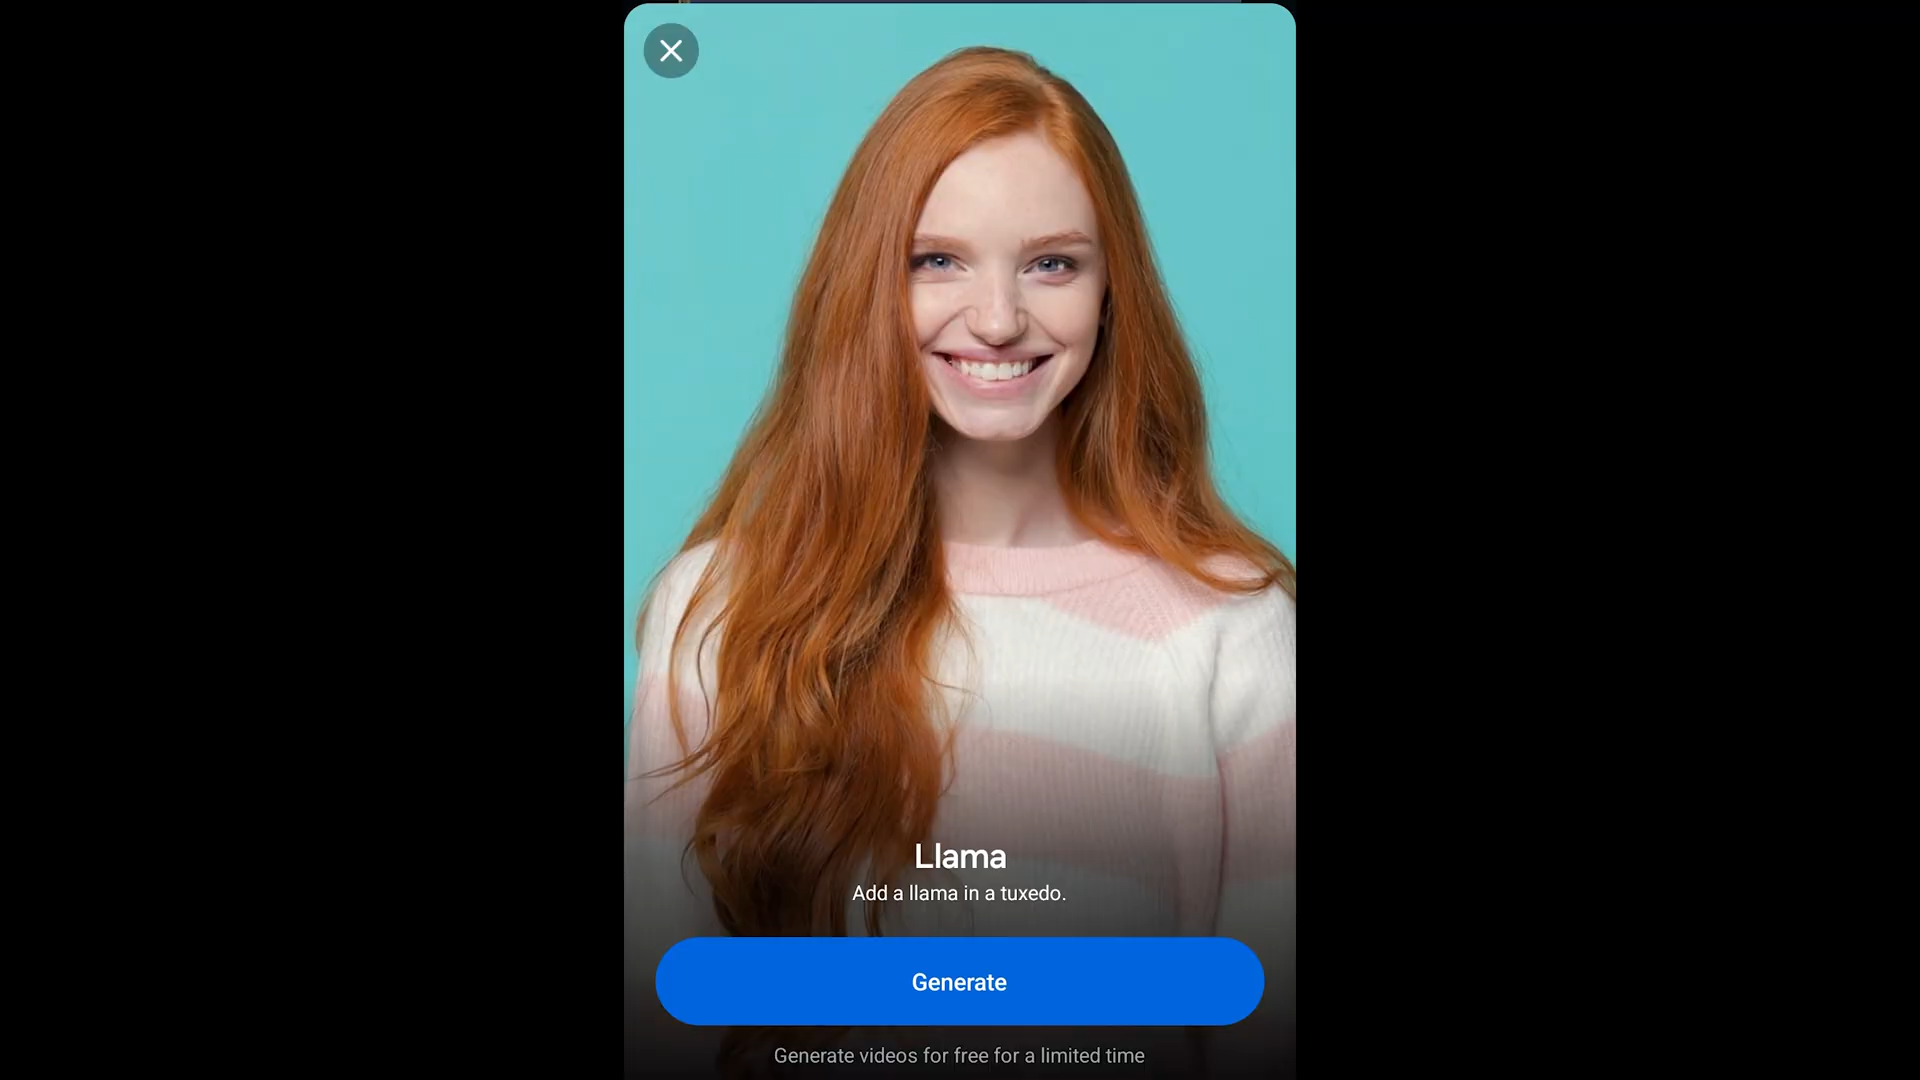 Llama
Add a llama in a tuxedo.
Generate
Generate videos for free for a limited time